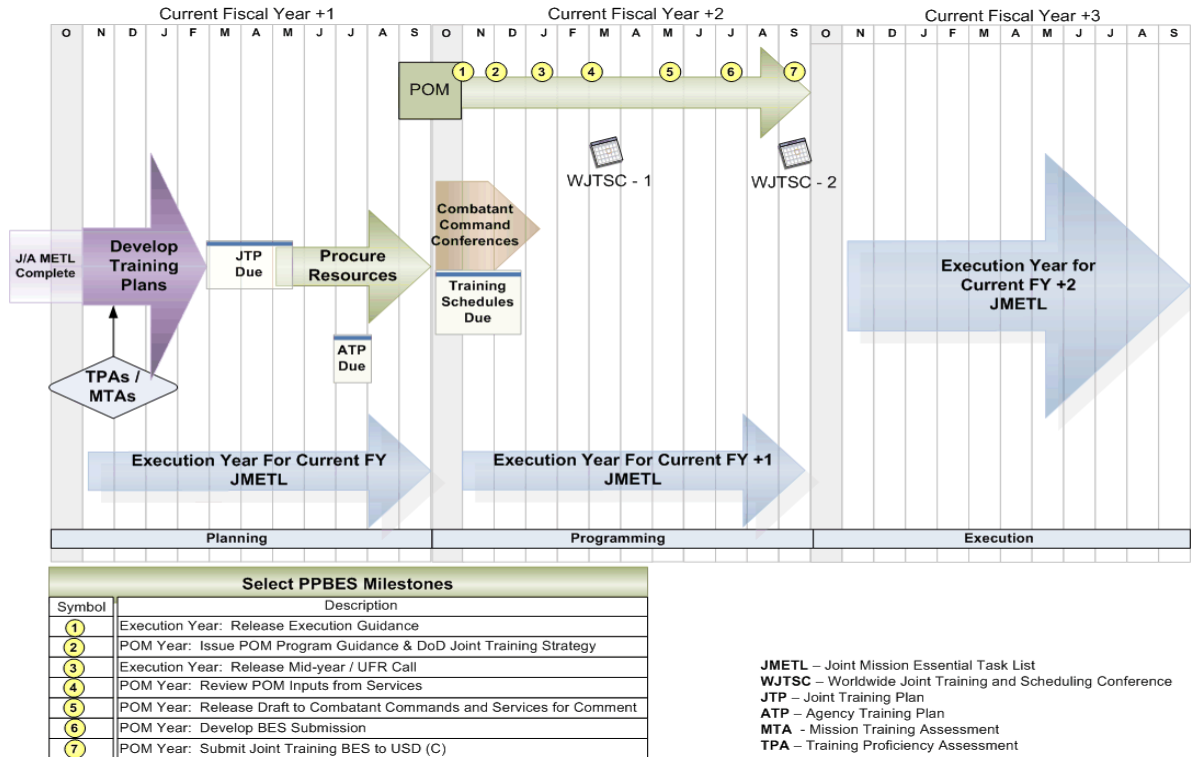 Current Fiscal Year +1
Current Fiscal Year +2
Current Fiscal Year +3
O N D J F M A M J J A S O N D J F M A M J J A S O N D J F M A M J J A S
POM
1 2 3 4 5 6 7
WJTSC - 1
WJTSC - 2
J/A METL
Complete
Develop
Training
Plans
JTP
Due
Procure
Resources
Combatant
Command
Conferences
Training
Schedules
Due
Execution Year for
Current FY +2
JMETL
ATP
Due
TPAs /
MTAs
Execution Year For Current FY
JMETL
Execution Year For Current FY +1
JMETL
Planning
Programming
Execution
Select PPBES Milestones
Symbol Description
1 Execution Year: Release Execution Guidance
2 POM Year: Issue POM Program Guidance & DoD Joint Training Strategy
3 Execution Year: Release Mid-year / UFR Call
4 POM Year: Review POM Inputs from Services
5 POM Year: Release Draft to Combatant Commands and Services for Comment
6 POM Year: Develop BES Submission
7 POM Year: Submit Joint Training BES to USD (C)
JMETL – Joint Mission Essential Task List
WJTSC – Worldwide Joint Training and Scheduling Conference
JTP – Joint Training Plan
ATP – Agency Training Plan
MTA - Mission Training Assessment
TPA – Training Proficiency Assessment